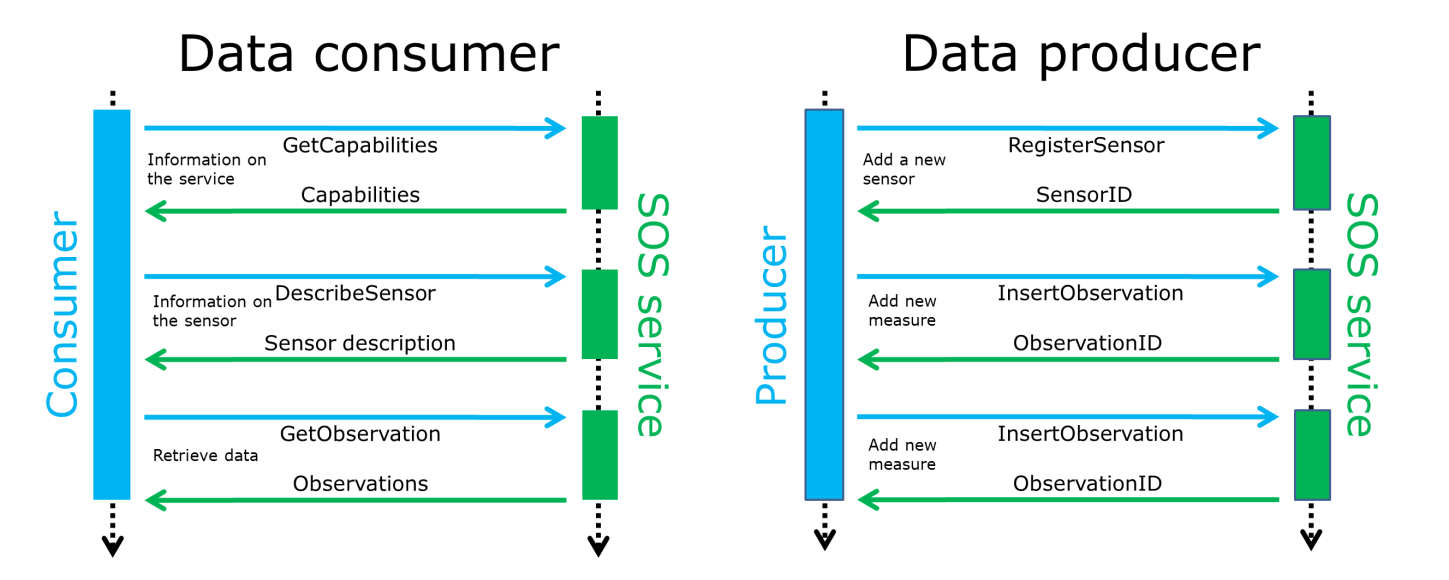 Data consumer
Consumer
GetCapabilities
Information on
the service
Capabilities
DescribeSensor
Information on
the sensor
Sensor description
GetObservation
Retrieve data
Observations
SOS service
Data producer
Producer
RegisterSensor
Add a new
sensor
SensorID
InsertObservation
Add new
measure
ObservationID
InsertObservation
Add new
measure
ObservationID
SOS service